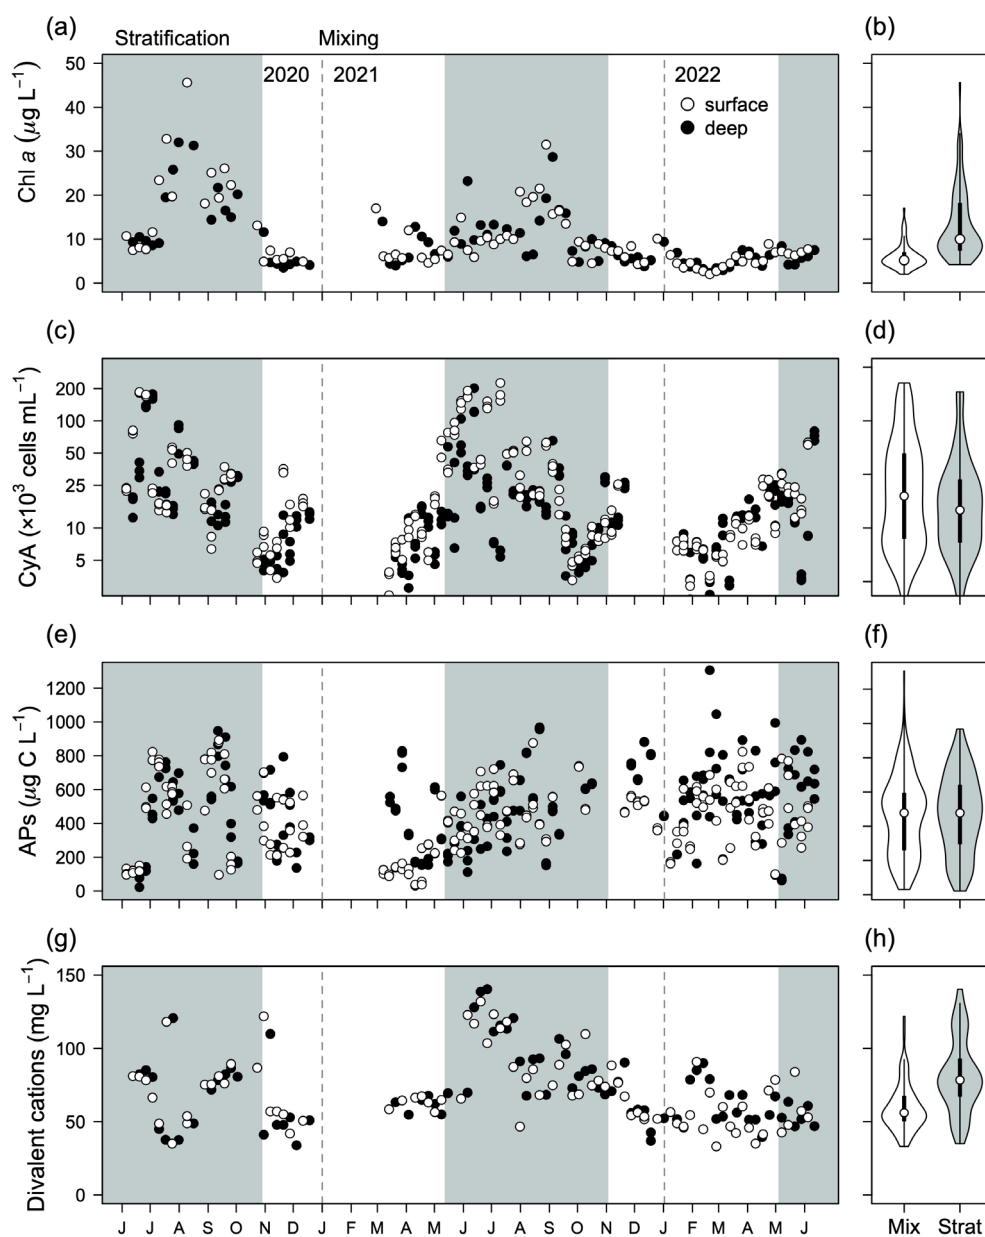 (a)
(b)
Stratification Mixing
2020 2021 2022
surface
deep
Chl a (µg L−1)
50
40
30
20
10
0
(c)
(d)
CyA (×10³ cells mL−1)
200
100
50
25
10
5
(e)
(f)
APs (µg C L−1)
1200
1000
800
600
400
200
0
(g)
(h)
Divalent cations (mg L−1)
150
100
50
0
J J A S O N D J F M A M J J A S O N D J F M A M J
Mix Strat